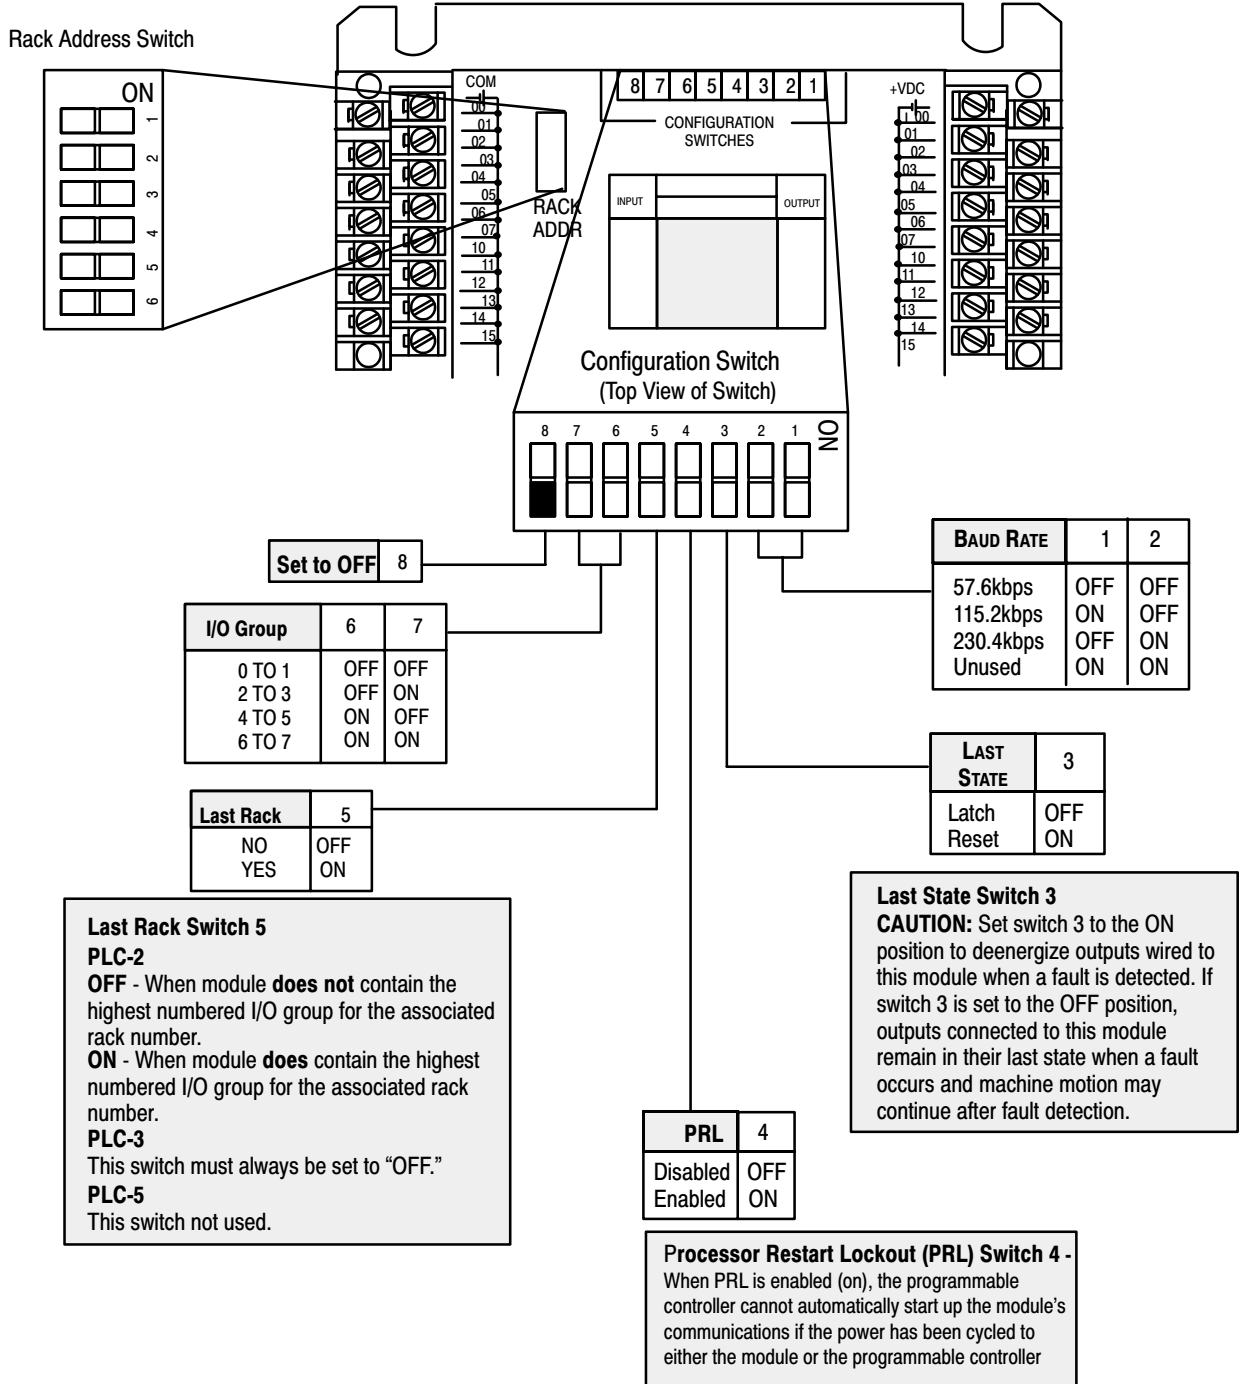 Rack Address Switch
ON
1
2
3
4
5
6
COM
00
01
02
03
04
05
06
07
10
11
12
13
14
15
RACK
ADDR
8 7 6 5 4 3 2 1
CONFIGURATION
SWITCHES
INPUT
OUTPUT
+VDC
00
01
02
03
04
05
06
07
10
11
12
13
14
15
Configuration Switch
(Top View of Switch)
8 7 6 5 4 3 2 1
ON
Set to OFF 8
I/O Group 6 7
0 TO 1 OFF OFF
2 TO 3 OFF ON
4 TO 5 ON OFF
6 TO 7 ON ON
Last Rack 5
NO OFF
YES ON
Last Rack Switch 5
PLC-2
OFF - When module does not contain the
highest numbered I/O group for the associated
rack number.
ON - When module does contain the highest
numbered I/O group for the associated rack
number.
PLC-3
This switch must always be set to “OFF.”
PLC-5
This switch not used.
BAUD RATE 1 2
57.6kbps OFF OFF
115.2kbps ON OFF
230.4kbps OFF ON
Unused ON ON
LAST
STATE 3
Latch OFF
Reset ON
Last State Switch 3
CAUTION: Set switch 3 to the ON
position to deenergize outputs wired to
this module when a fault is detected. If
switch 3 is set to the OFF position,
outputs connected to this module
remain in their last state when a fault
occurs and machine motion may
continue after fault detection.
PRL 4
Disabled OFF
Enabled ON
Processor Restart Lockout (PRL) Switch 4 -
When PRL is enabled (on), the programmable
controller cannot automatically start up the module’s
communications if the power has been cycled to
either the module or the programmable controller